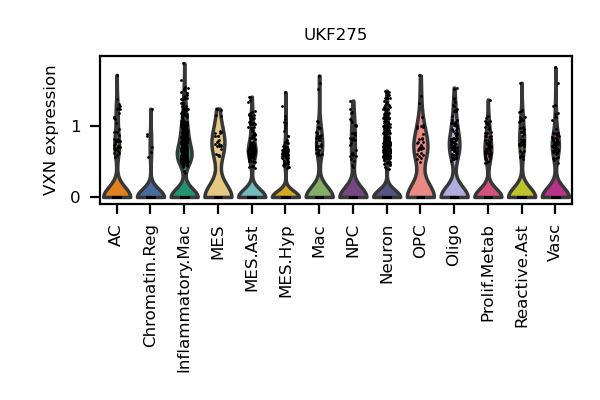 UKF275
VXN expression
1
0
AC
Chromatin.Reg
Inflammatory.Mac
MES
MES.Ast
MES.Hyp
Mac
NPC
Neuron
OPC
Oligo
Prolif.Metab
Reactive.Ast
Vasc